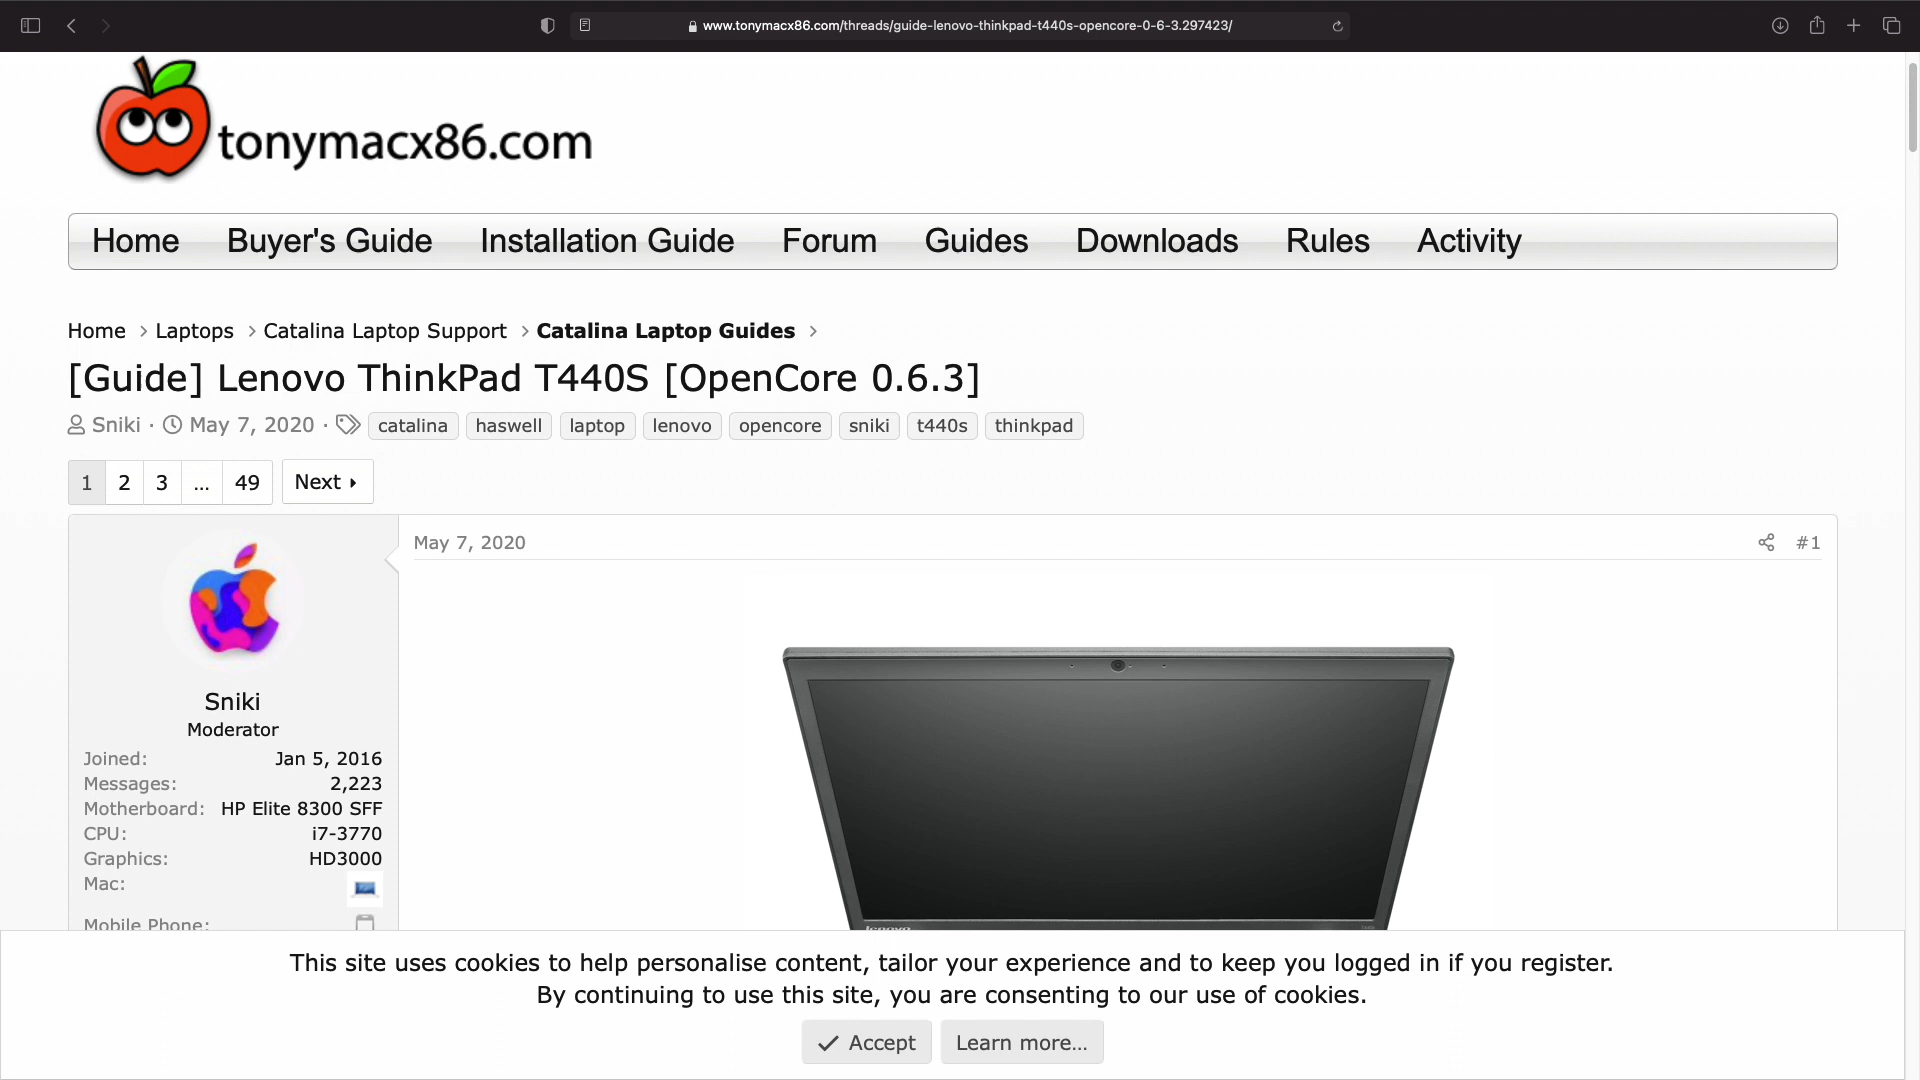 www.tonymacx86.com/threads/guide-lenovo-thinkpad-t440s-opencore-0-6-3.297423/
tonymacx86.com
Home Buyer's Guide Installation Guide Forum Guides Downloads Rules Activity
Home > Laptops > Catalina Laptop Support > Catalina Laptop Guides >
[Guide] Lenovo ThinkPad T440S [OpenCore 0.6.3]
Sniki · May 7, 2020 · catalina haswell laptop lenovo opencore sniki t440s thinkpad
1 2 3 ... 49 Next
May 7, 2020 #1
Sniki
Moderator
Joined: Jan 5, 2016
Messages: 2,223
Motherboard: HP Elite 8300 SFF
CPU: i7-3770
Graphics: HD3000
Mac:
Mobile Phone:
lenovo
This site uses cookies to help personalise content, tailor your experience and to keep you logged in if you register.
By continuing to use this site, you are consenting to our use of cookies.
Accept Learn more...